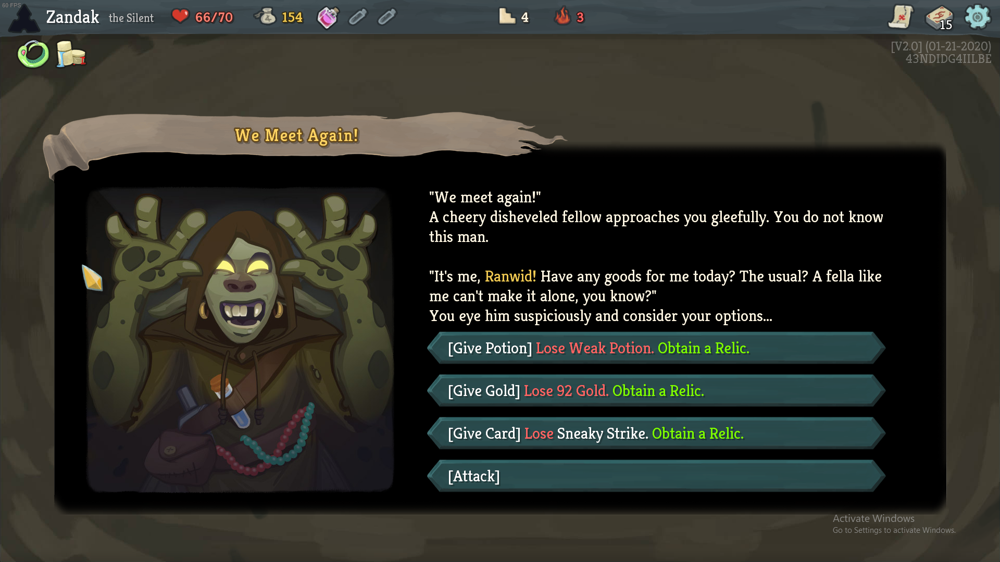 60 FPS
Zandak the Silent 66/70 154 4 3 15
[V2.0] (01-21-2020)
43NDIDG4IILBE
We Meet Again!
"We meet again!"
A cheery disheveled fellow approaches you gleefully. You do not know
this man.
"It's me, Ranwid! Have any goods for me today? The usual? A fella like
me can't make it alone, you know?"
You eye him suspiciously and consider your options...
[Give Potion] Lose Weak Potion. Obtain a Relic.
[Give Gold] Lose 92 Gold. Obtain a Relic.
[Give Card] Lose Sneaky Strike. Obtain a Relic.
[Attack]
Activate Windows
Go to Settings to activate Windows.